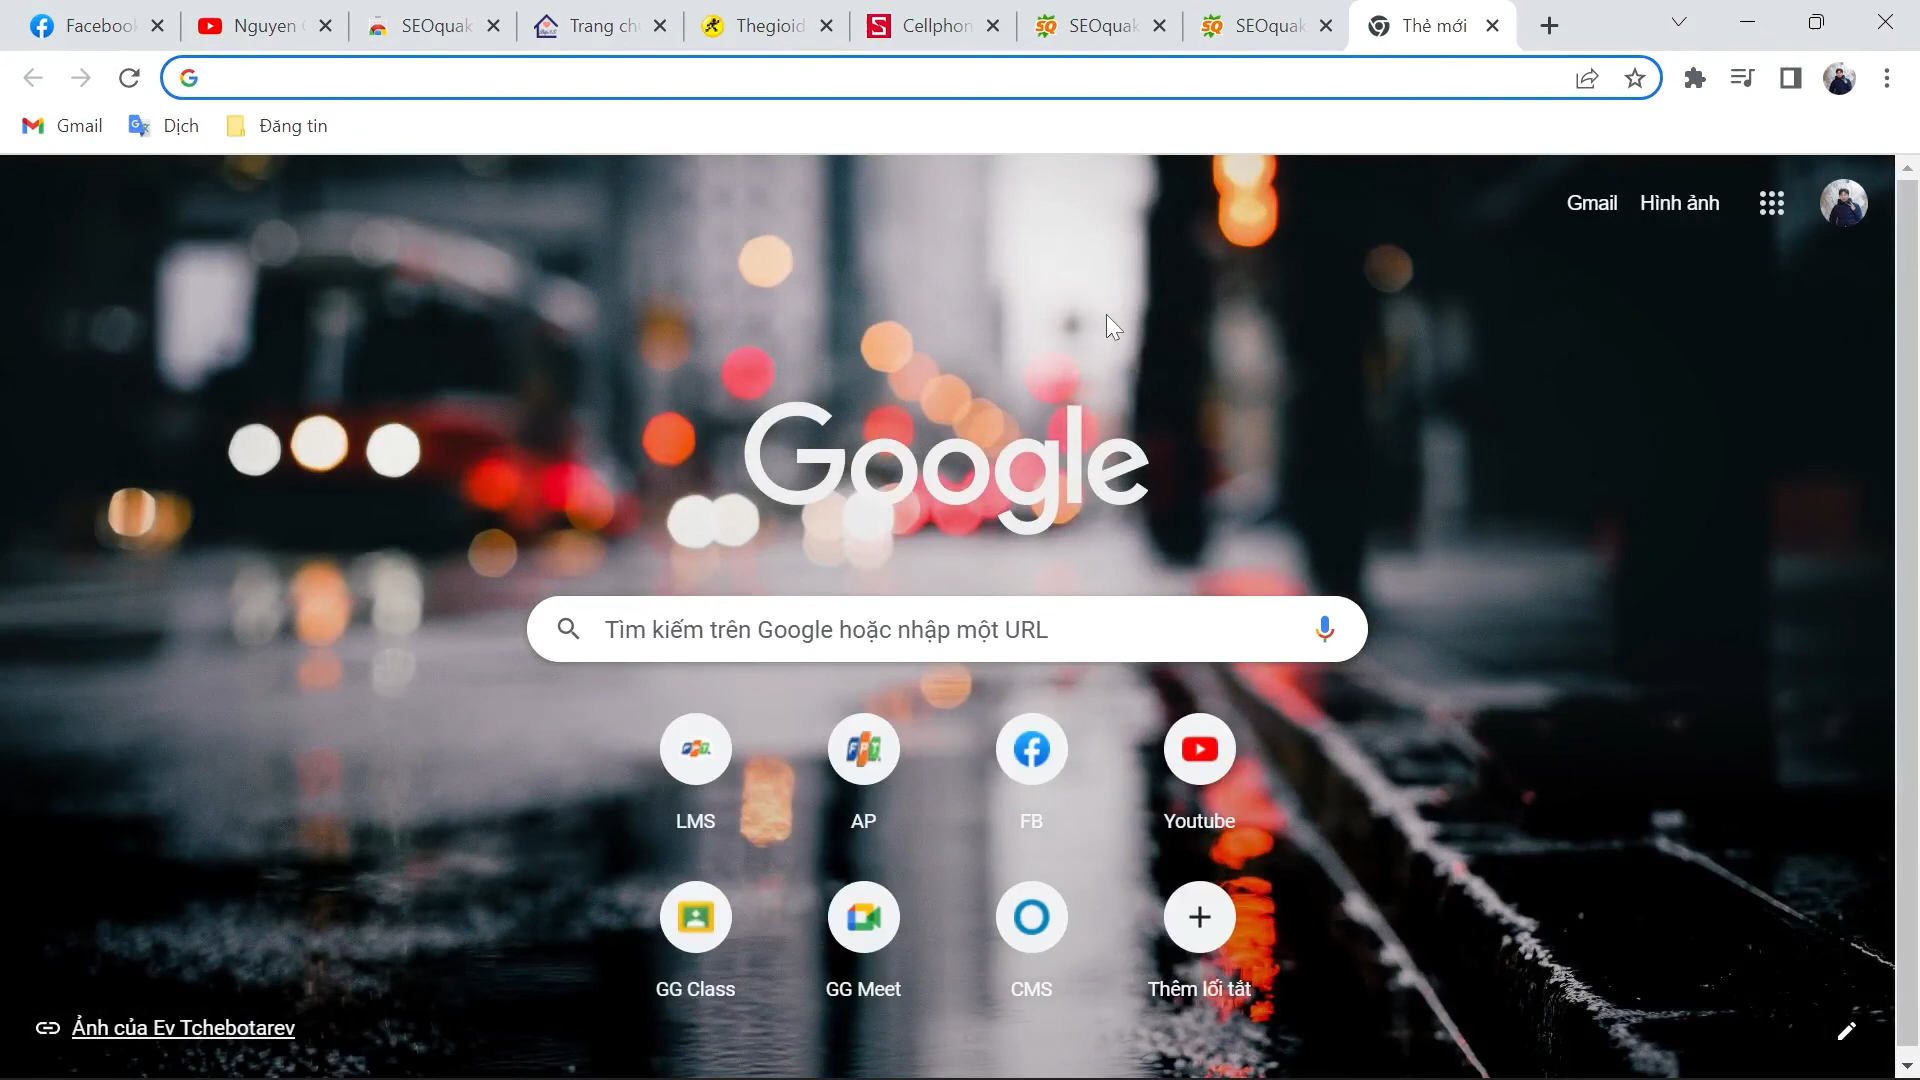 Facebook
Nguyen
SEOquak
Trang ch
Thegioid
Cellphon
SEOquak
SEOquak
Thẻ mới
Gmail
Dịch
Đăng tin
Gmail
Hình ảnh
Google
Tìm kiếm trên Google hoặc nhập một URL
LMS
AP
FB
Youtube
GG Class
GG Meet
CMS
Thêm lối tắt
Ảnh của Ev Tchebotarev